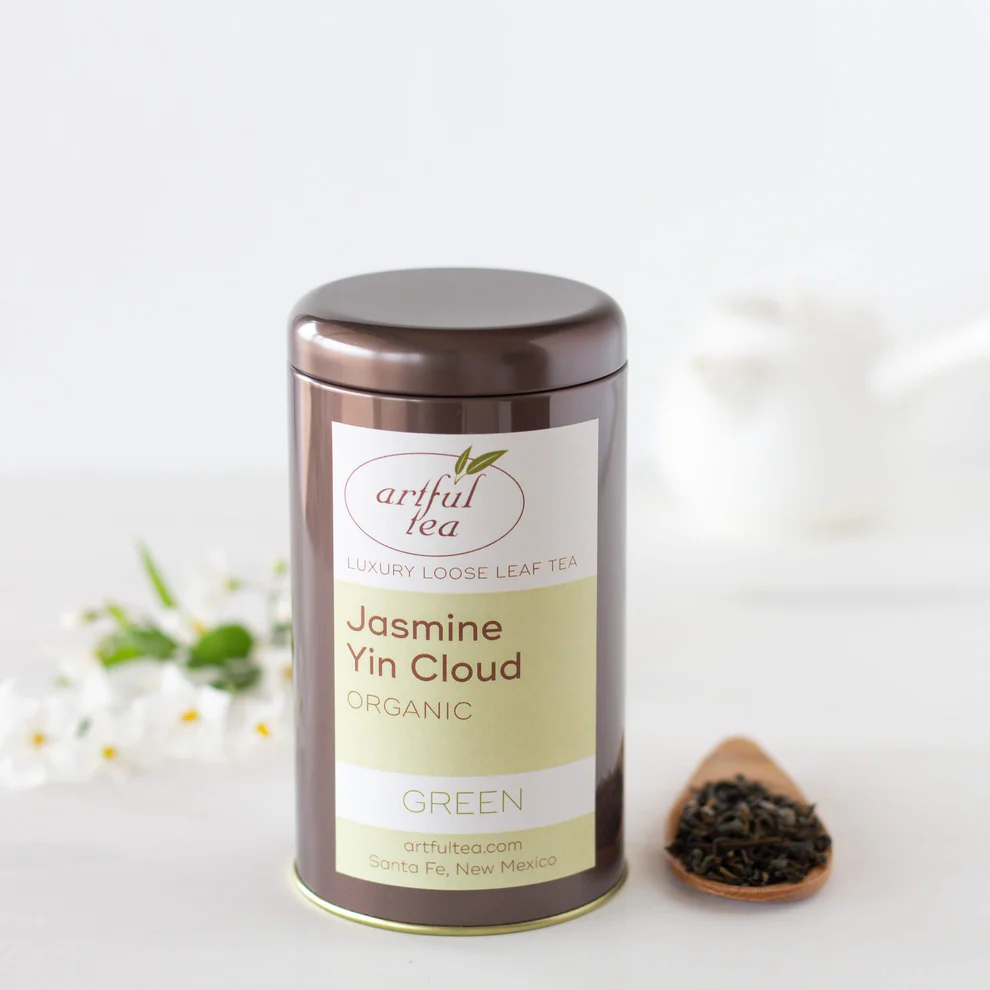 artful
tea
LUXURY LOOSE LEAF TEA
Jasmine
Yin Cloud
ORGANIC
GREEN
artfultea.com
Santa Fe, New Mexico